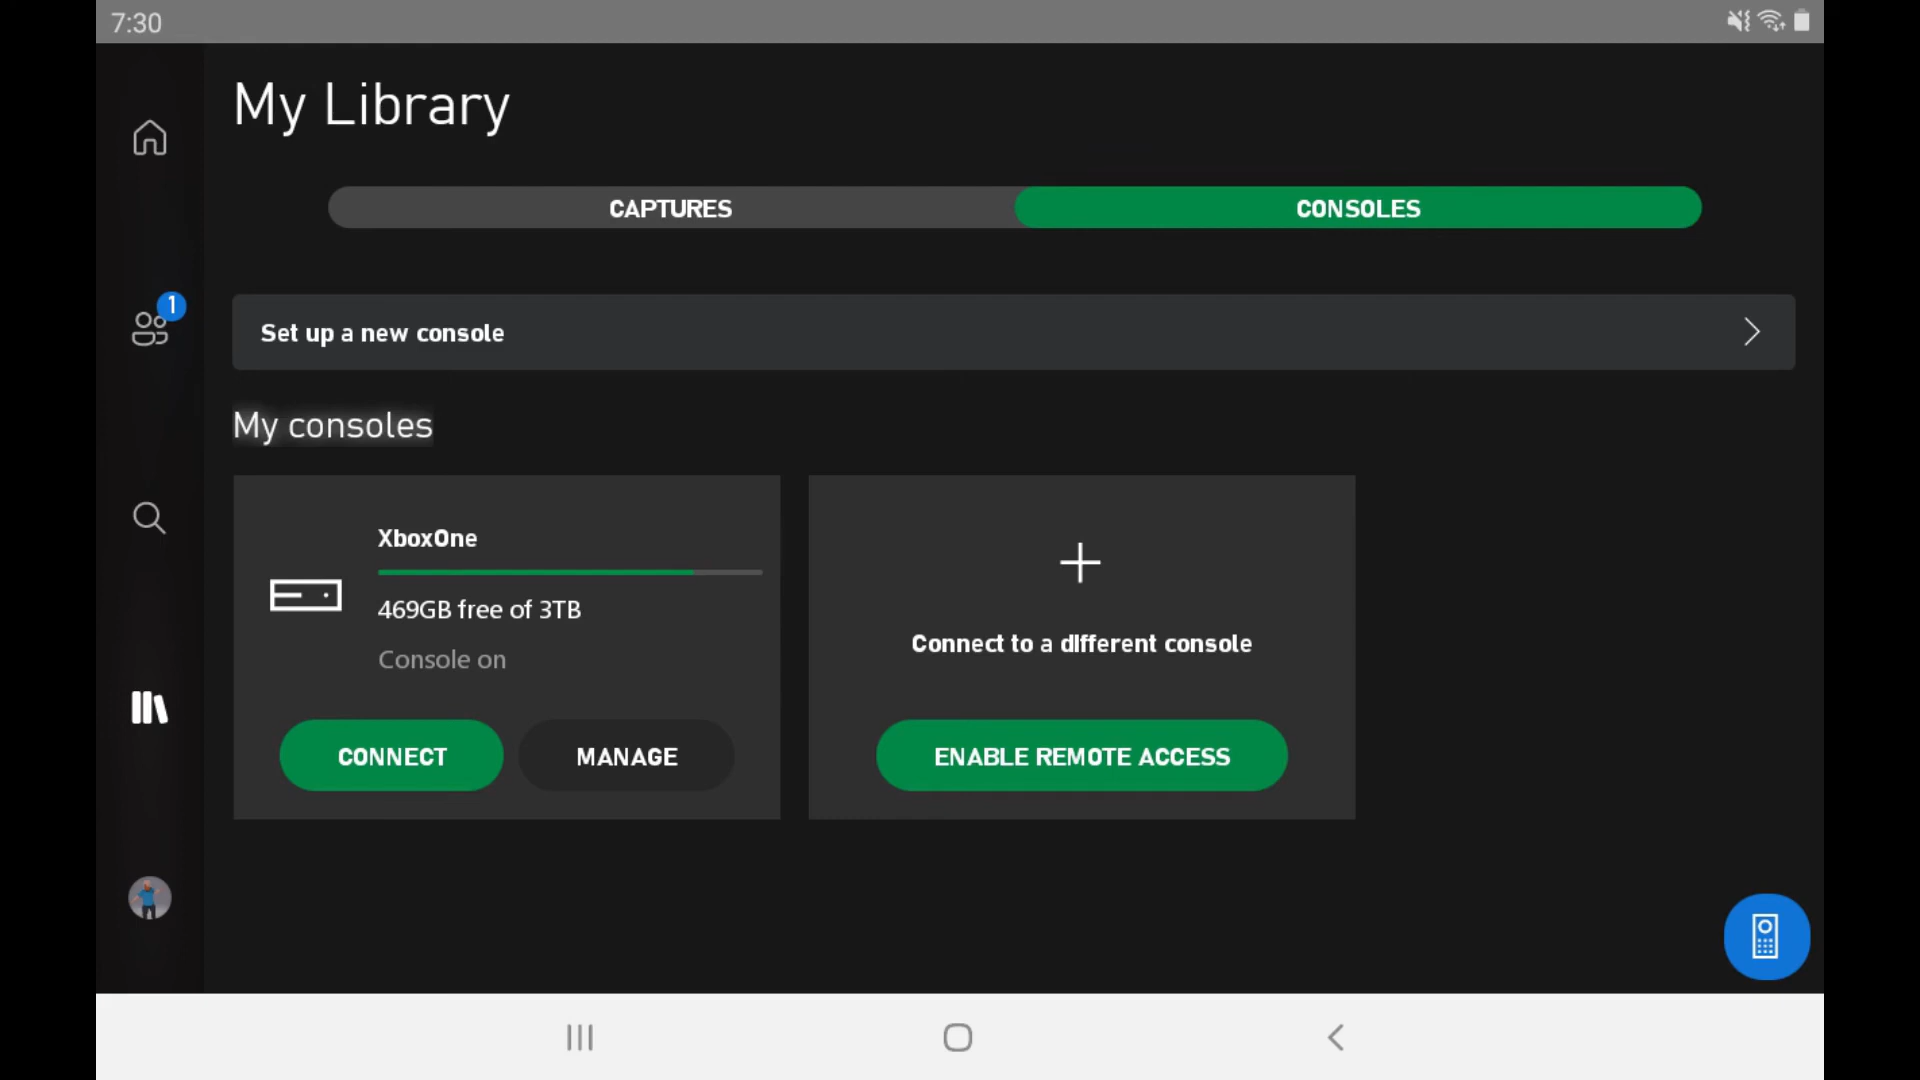 7:30
My Library
CAPTURES
CONSOLES
1
Set up a new console
My consoles
XboxOne
469GB free of 3TB
Console on
CONNECT
MANAGE
Connect to a different console
ENABLE REMOTE ACCESS